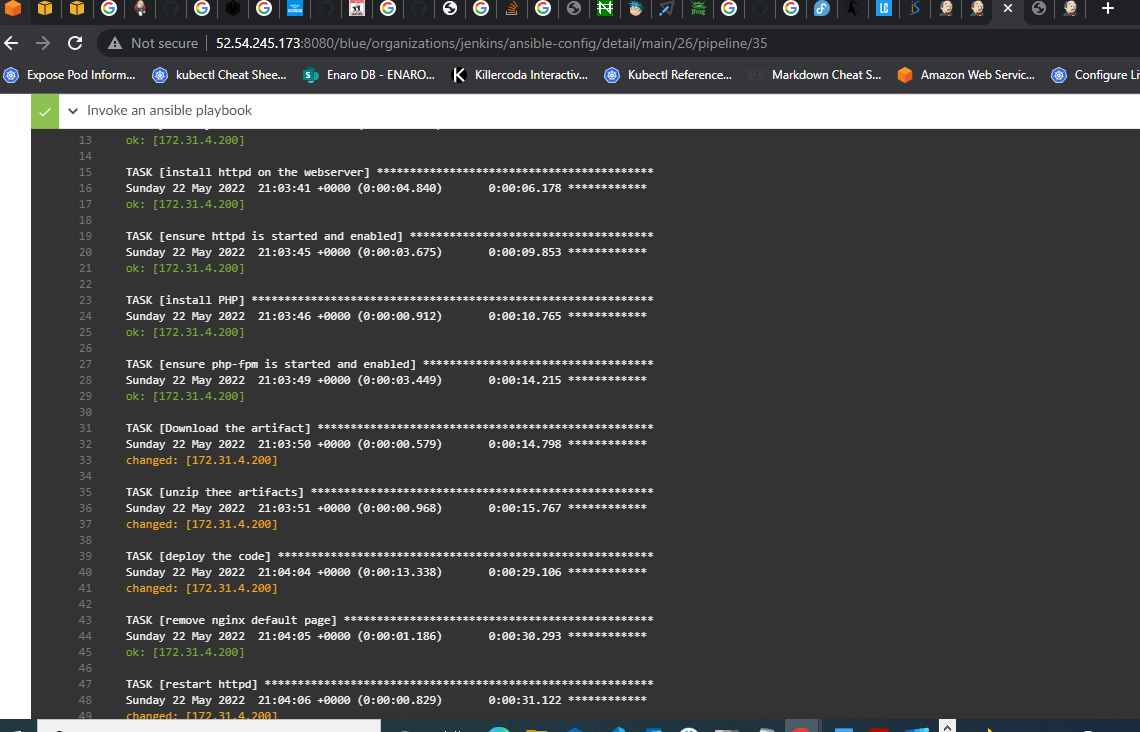 Not secure | 52.54.245.173:8080/blue/organizations/jenkins/ansible-config/detail/main/26/pipeline/35
Expose Pod Inform... kubectl Cheat Shee... Enaro DB - ENARO... Killercoda Interactiv... Kubectl Reference... Markdown Cheat S... Amazon Web Servic... Configure Li
Invoke an ansible playbook
13 ok: [172.31.4.200]
14
15 TASK [install httpd on the webserver] ******************************************
16 Sunday 22 May 2022  21:03:41 +0000 (0:00:04.840)       0:00:06.178 ************
17 ok: [172.31.4.200]
18
19 TASK [ensure httpd is started and enabled] *************************************
20 Sunday 22 May 2022  21:03:45 +0000 (0:00:03.675)       0:00:09.853 ************
21 ok: [172.31.4.200]
22
23 TASK [install PHP] *************************************************************
24 Sunday 22 May 2022  21:03:46 +0000 (0:00:00.912)       0:00:10.765 ************
25 ok: [172.31.4.200]
26
27 TASK [ensure php-fpm is started and enabled] ***********************************
28 Sunday 22 May 2022  21:03:49 +0000 (0:00:03.449)       0:00:14.215 ************
29 ok: [172.31.4.200]
30
31 TASK [Download the artifact] ***************************************************
32 Sunday 22 May 2022  21:03:50 +0000 (0:00:00.579)       0:00:14.798 ************
33 changed: [172.31.4.200]
34
35 TASK [unzip thee artifacts] ****************************************************
36 Sunday 22 May 2022  21:03:51 +0000 (0:00:00.968)       0:00:15.767 ************
37 changed: [172.31.4.200]
38
39 TASK [deploy the code] *********************************************************
40 Sunday 22 May 2022  21:04:04 +0000 (0:00:13.338)       0:00:29.106 ************
41 changed: [172.31.4.200]
42
43 TASK [remove nginx default page] ***********************************************
44 Sunday 22 May 2022  21:04:05 +0000 (0:00:01.186)       0:00:30.293 ************
45 ok: [172.31.4.200]
46
47 TASK [restart httpd] ***********************************************************
48 Sunday 22 May 2022  21:04:06 +0000 (0:00:00.829)       0:00:31.122 ************
49 changed: [172.31.4.200]